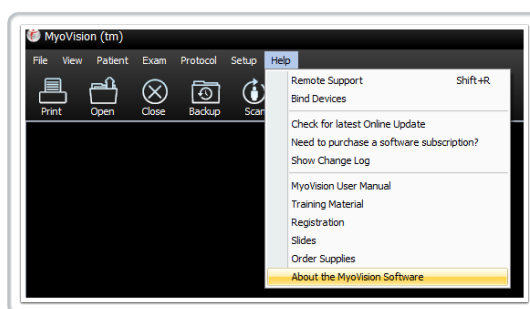 MyoVision (tm)
File View Patient Exam Protocol Setup Help
Print Open Close Backup Scan
Remote Support Shift+R
Bind Devices
Check for latest Online Update
Need to purchase a software subscription?
Show Change Log
MyoVision User Manual
Training Material
Registration
Slides
Order Supplies
About the MyoVision Software